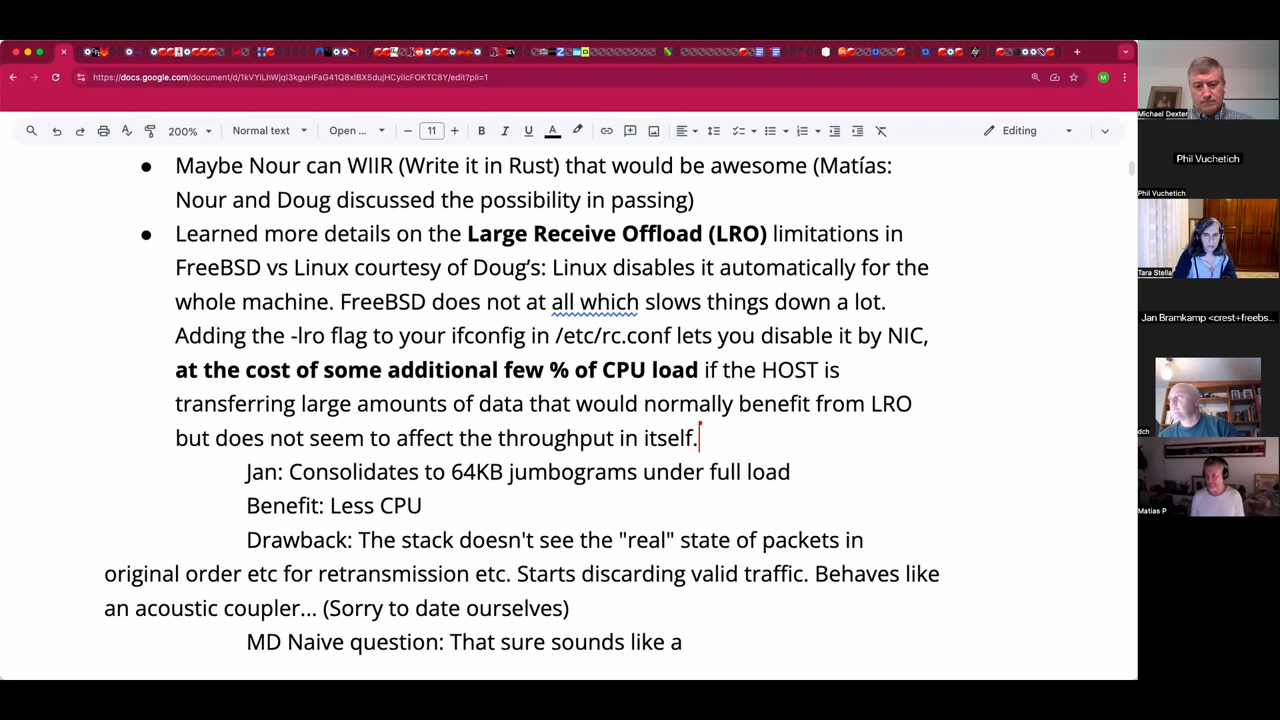 https://docs.google.com/document/d/1kVYiLhWjqI3kguHFaG41Q8xIBX5dujHCyiIcFOKTC8Y/edit?pli=1
M
200%
Normal text
Open ...
11
B
I
U
A
Editing
Maybe Nour can WIIR (Write it in Rust) that would be awesome (Matías:
Nour and Doug discussed the possibility in passing)
Learned more details on the Large Receive Offload (LRO) limitations in
FreeBSD vs Linux courtesy of Doug's: Linux disables it automatically for the
whole machine. FreeBSD does not at all which slows things down a lot.
Adding the -lro flag to your ifconfig in /etc/rc.conf lets you disable it by NIC,
at the cost of some additional few % of CPU load if the HOST is
transferring large amounts of data that would normally benefit from LRO
but does not seem to affect the throughput in itself.
Jan: Consolidates to 64KB jumbograms under full load
Benefit: Less CPU
Drawback: The stack doesn't see the "real" state of packets in
original order etc for retransmission etc. Starts discarding valid traffic. Behaves like
an acoustic coupler... (Sorry to date ourselves)
MD Naive question: That sure sounds like a
Michael Dexter
Phil Vuchetich
Phil Vuchetich
Tara Stella
Jan Bramkamp <crest+freebs...
dch
Matias P